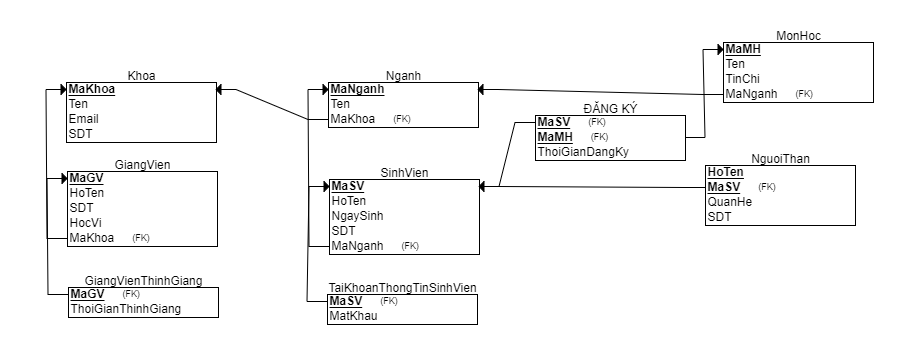 Khoa
MaKhoa
Ten
Email
SDT
Nganh
MaNganh
Ten
MaKhoa (FK)
MonHoc
MaMH
Ten
TinChi
MaNganh (FK)
ĐĂNG KÝ
MaSV (FK)
MaMH (FK)
ThoiGianDangKy
GiangVien
MaGV
HoTen
SDT
HocVi
MaKhoa (FK)
SinhVien
MaSV
HoTen
NgaySinh
SDT
MaNganh (FK)
NguoiThan
HoTen
MaSV (FK)
QuanHe
SDT
GiangVienThinhGiang
MaGV (FK)
ThoiGianThinhGiang
TaiKhoanThongTinSinhVien
MaSV (FK)
MatKhau